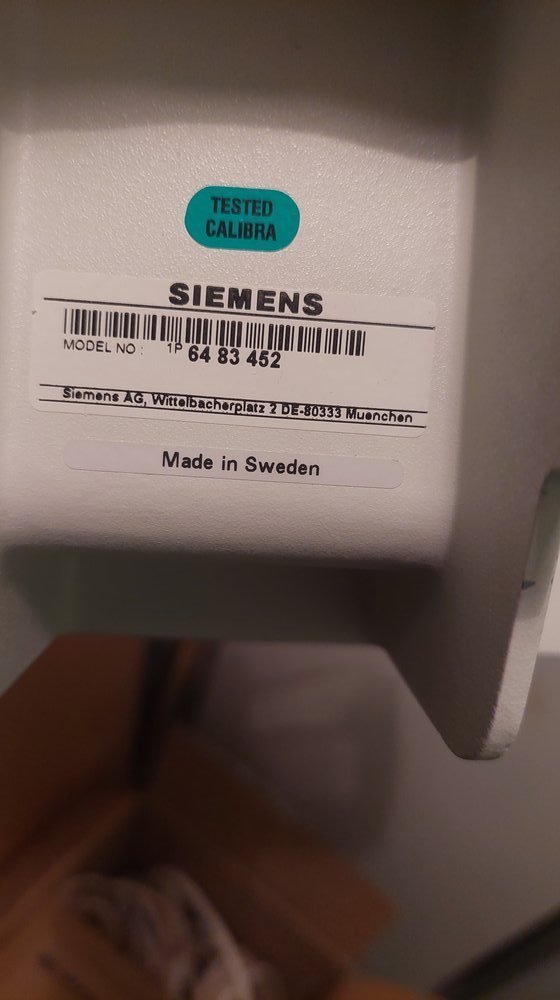 TESTED
CALIBRA
SIEMENS
MODEL NO : 1P 64 83 452
Siemens AG, Wittelbacherplatz 2 DE-80333 Muenchen
Made in Sweden